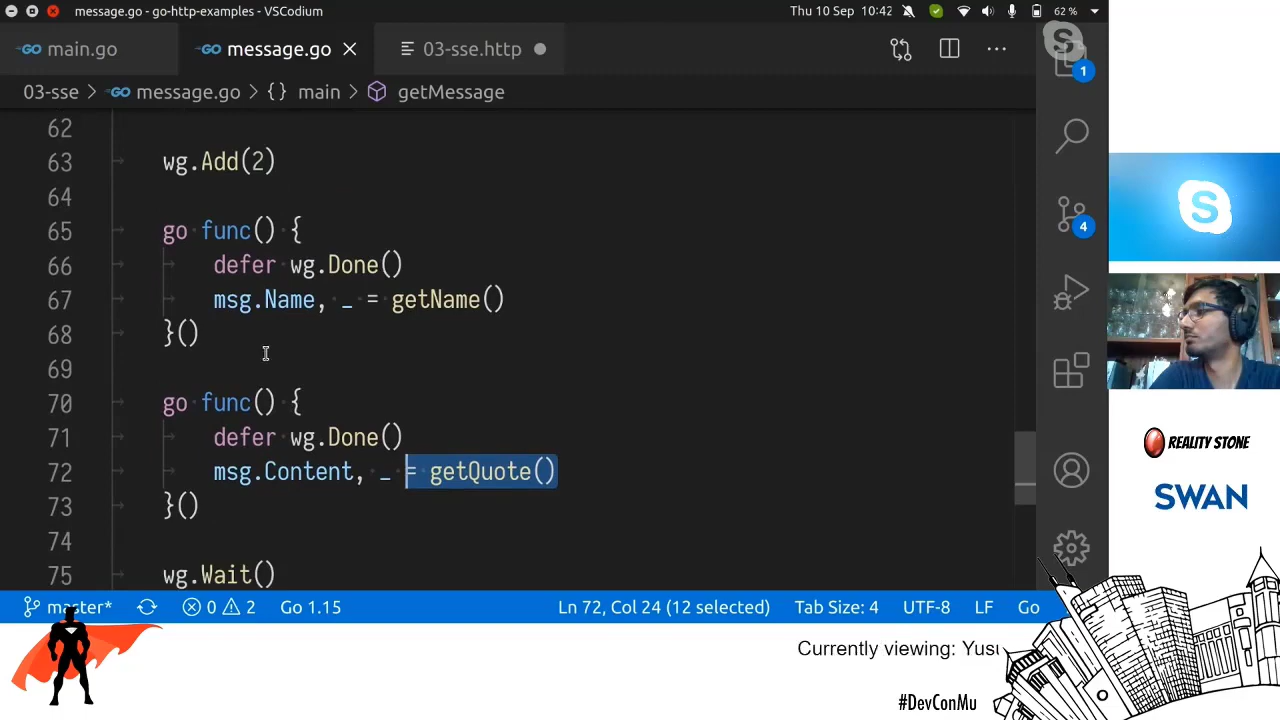 message.go - go-http-examples - VSCodium
Thu 10 Sep 10:42
62 %
main.go
message.go
03-sse.http
03-sse > message.go > {} main > getMessage
1
62
63 wg.Add(2)
64
65 go func() {
66 defer wg.Done()
67 msg.Name, _ = getName()
68 }()
69
70 go func() {
71 defer wg.Done()
72 msg.Content, _ = getQuote()
73 }()
74
75 wg.Wait()
4
S
REALITY STONE
SWAN
master* 0 2 Go 1.15 Ln 72, Col 24 (12 selected) Tab Size: 4 UTF-8 LF Go
Currently viewing: Yusu
#DevConMu